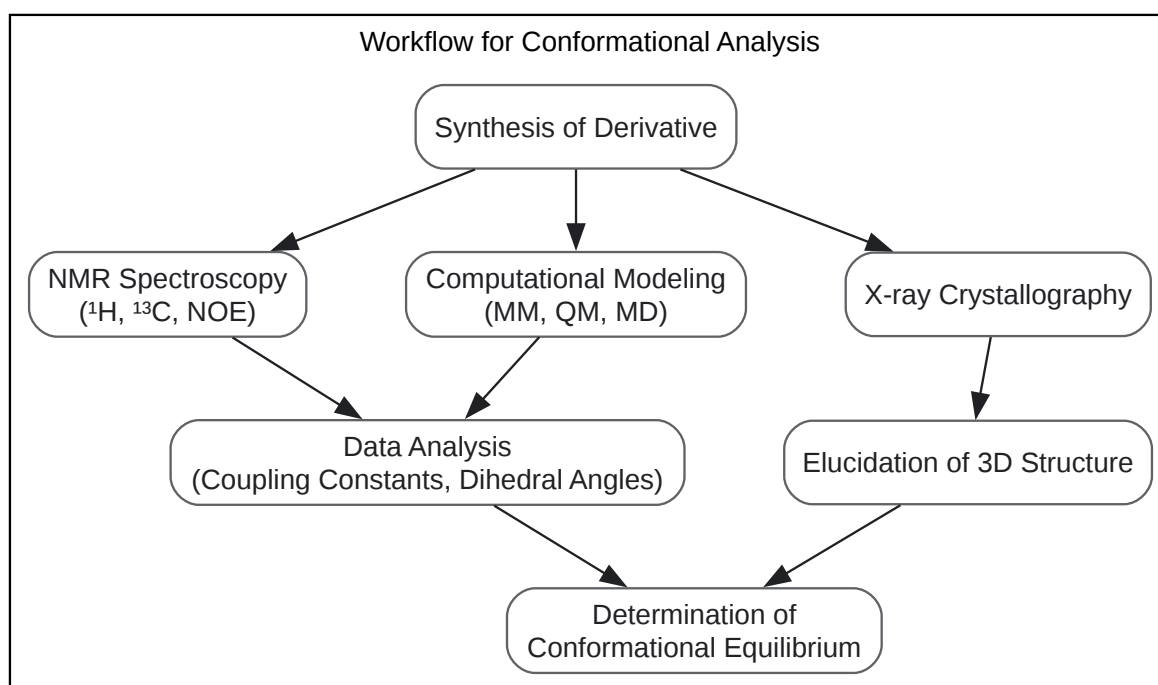 Workflow for Conformational Analysis
Synthesis of Derivative
NMR Spectroscopy
(¹H, ¹³C, NOE)
Computational Modeling
(MM, QM, MD)
X-ray Crystallography
Data Analysis
(Coupling Constants, Dihedral Angles)
Elucidation of 3D Structure
Determination of
Conformational Equilibrium